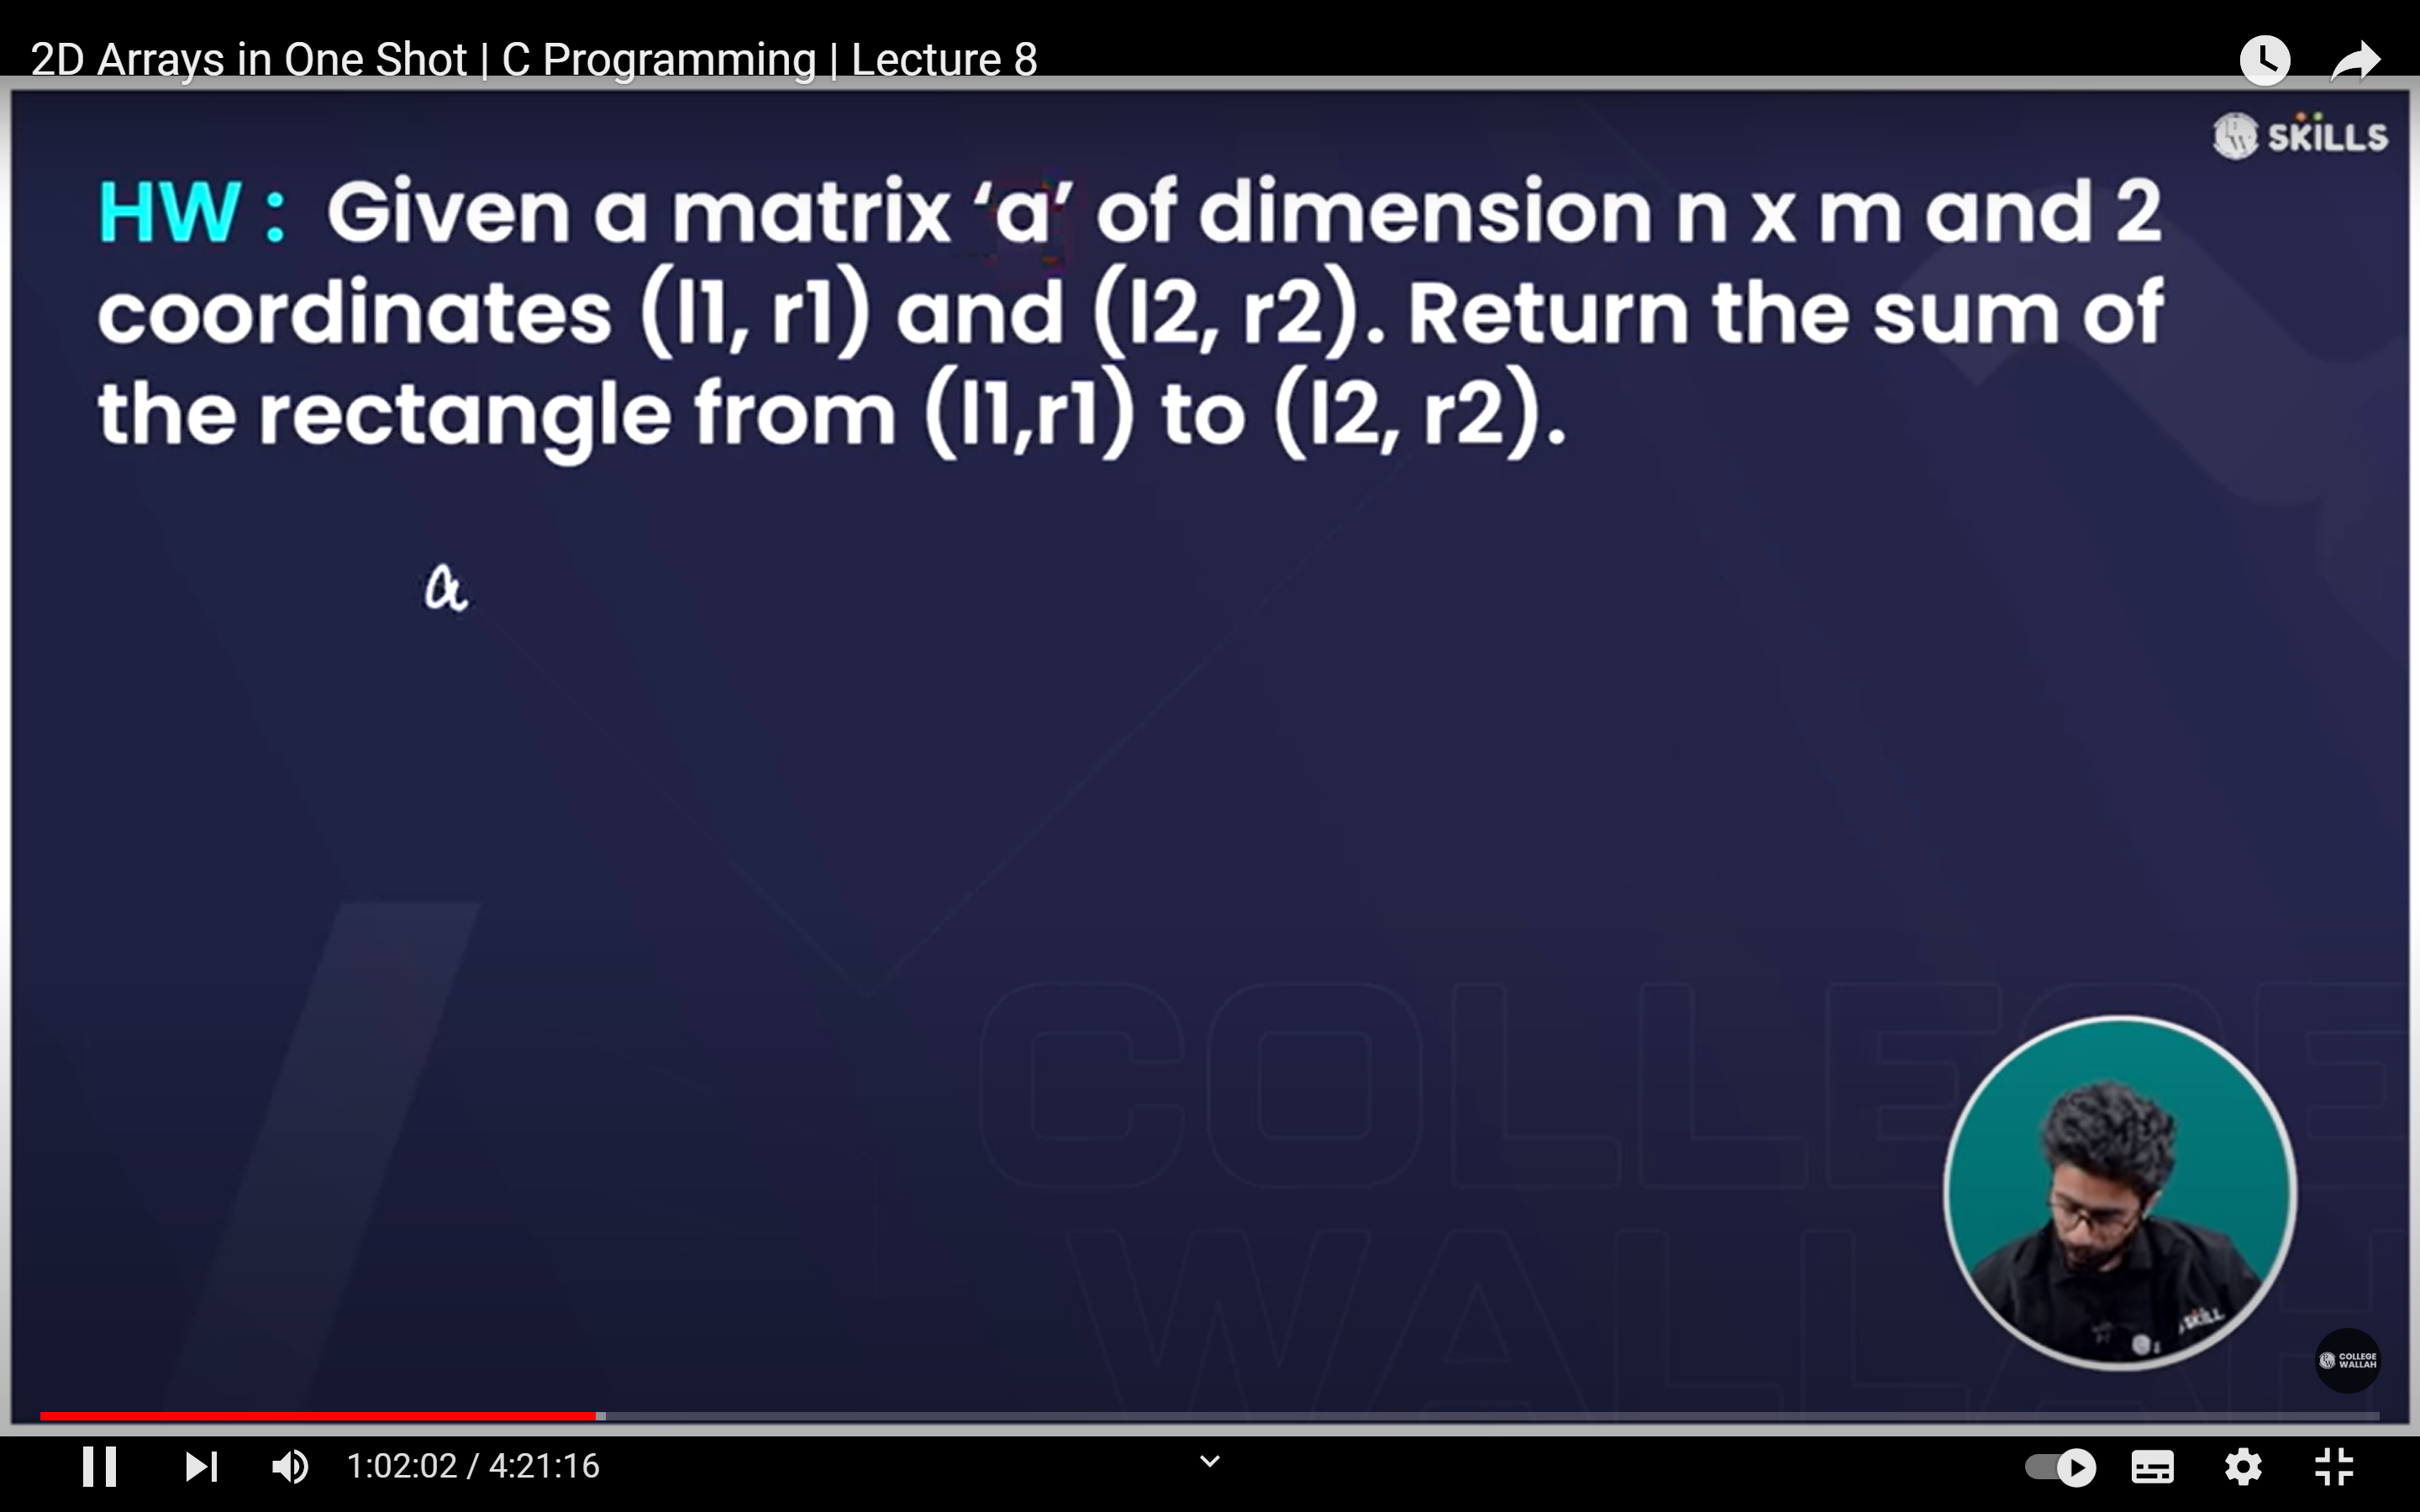 2D Arrays in One Shot | C Programming | Lecture 8
SKILLS
HW : Given a matrix ‘a’ of dimension n x m and 2
coordinates (l1, r1) and (l2, r2). Return the sum of
the rectangle from (l1,r1) to (l2, r2).
a
COLLEGE
WALLAH
SKILL
COLLEGE
WALLAH
1:02:02 / 4:21:16